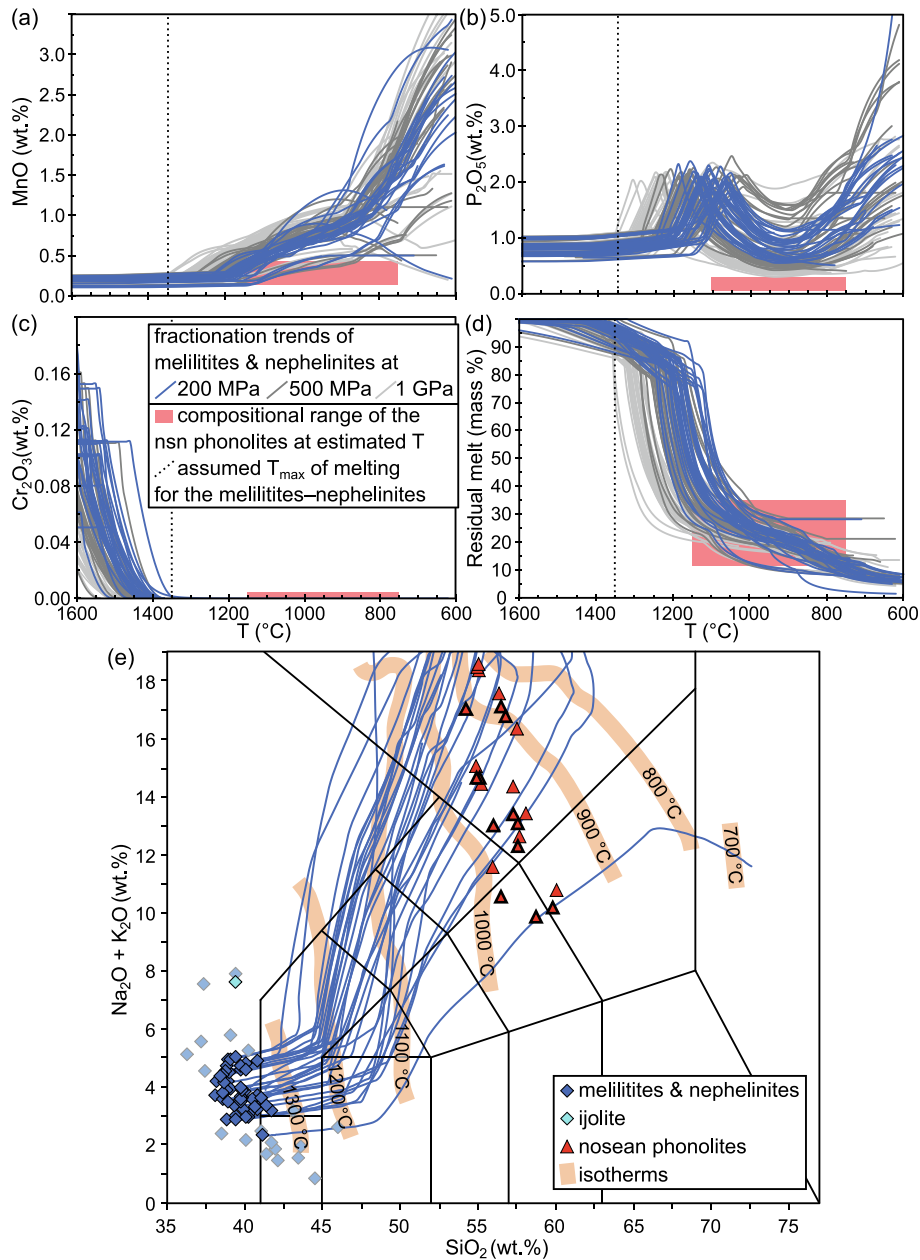 (a)
MnO (wt.%)
3.0
2.5
2.0
1.5
1.0
0.5
0.0
(b)
P₂O₅(wt.%)
5.0
4.0
3.0
2.0
1.0
0.0
(c)
Cr₂O₃(wt.%)
0.16
0.12
0.08
0.04
0.00
1600 1400 1200 1000 800 600
T (°C)
fractionation trends of
melilitites & nephelinites at
200 MPa 500 MPa 1 GPa
compositional range of the
nsn phonolites at estimated T
assumed Tmax of melting
for the melilitites–nephelinites
(d)
Residual melt (mass %)
90
80
70
60
50
40
30
20
10
0
1600 1400 1200 1000 800 600
T (°C)
(e)
Na₂O + K₂O (wt.%)
18
16
14
12
10
8
6
4
2
0
1300 °C
1200 °C
1100 °C
1000 °C
900 °C
800 °C
700 °C
melilitites & nephelinites
ijolite
nosean phonolites
isotherms
35 40 45 50 55 60 65 70 75
SiO₂ (wt.%)